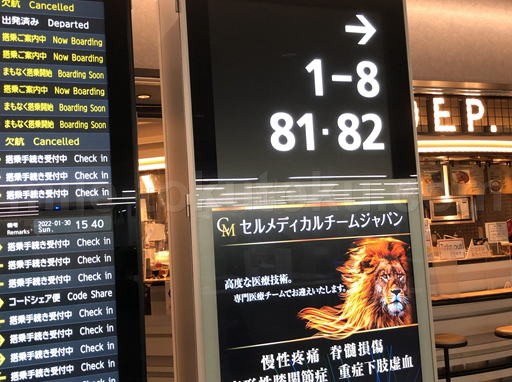 欠航 Cancelled
出発済み Departed
搭乗ご案内中 Now Boarding
搭乗ご案内中 Now Boarding
まもなく搭乗開始 Boarding Soon
搭乗ご案内中 Now Boarding
まもなく搭乗開始 Boarding Soon
まもなく搭乗開始 Boarding Soon
欠航 Cancelled
搭乗手続き受付中 Check in
搭乗手続き受付中 Check in
搭乗手続き受付中 Check in
備考 Remarks
2022-01-30 Sun. 15 40
搭乗手続き受付中 Check in
搭乗手続き受付中 Check in
コードシェア便 Code Share
搭乗手続き受付中 Check in
搭乗手続き受付中 Check in
搭乗手続き受付中 Check in
搭乗手続き受付中 Check in
→
1-8
81・82
CM セルメディカルチームジャパン
高度な医療技術。
専門医療チームでお迎えいたします。
慢性疼痛 脊髄損傷
変形性膝関節症 重症下肢虚血
EP.